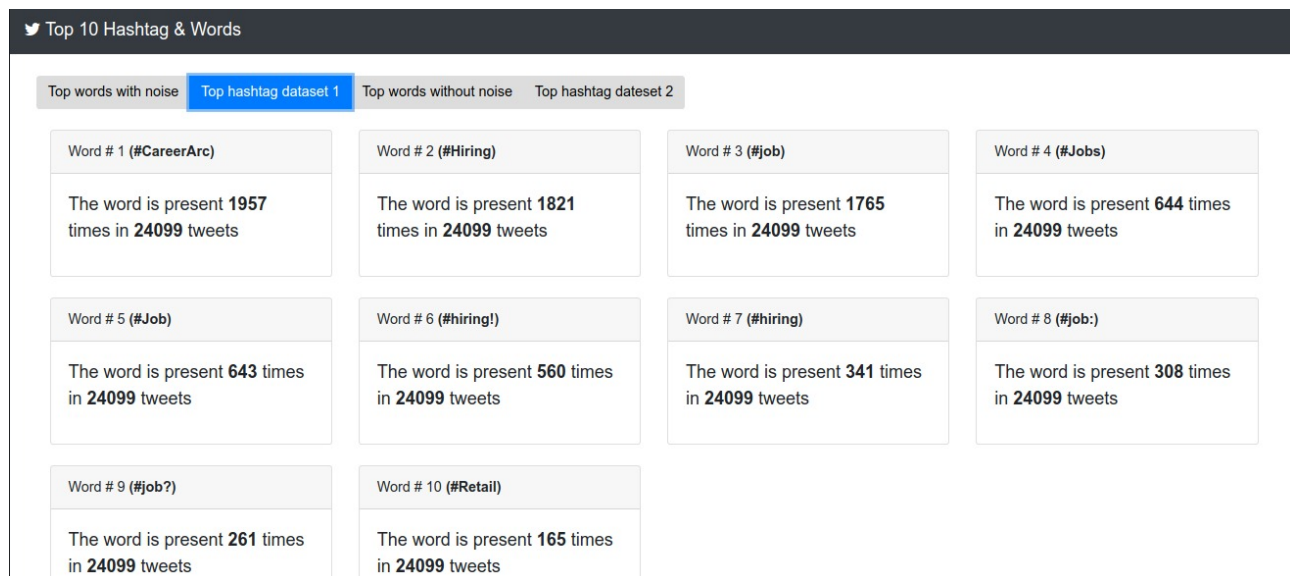 Top 10 Hashtag & Words
Top words with noise Top hashtag dataset 1 Top words without noise Top hashtag dateset 2
Word # 1 (#CareerArc)
The word is present 1957
times in 24099 tweets
Word # 2 (#Hiring)
The word is present 1821
times in 24099 tweets
Word # 3 (#job)
The word is present 1765
times in 24099 tweets
Word # 4 (#Jobs)
The word is present 644 times
in 24099 tweets
Word # 5 (#Job)
The word is present 643 times
in 24099 tweets
Word # 6 (#hiring!)
The word is present 560 times
in 24099 tweets
Word # 7 (#hiring)
The word is present 341 times
in 24099 tweets
Word # 8 (#job:)
The word is present 308 times
in 24099 tweets
Word # 9 (#job?)
The word is present 261 times
in 24099 tweets
Word # 10 (#Retail)
The word is present 165 times
in 24099 tweets